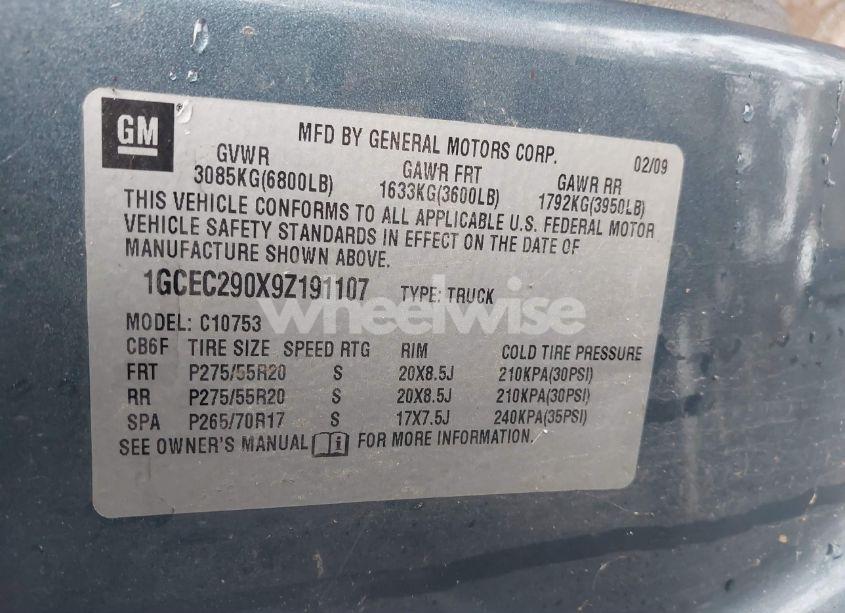 GM
MFD BY GENERAL MOTORS CORP. 02/09
GVWR GAWR FRT GAWR RR
3085KG(6800LB) 1633KG(3600LB) 1792KG(3950LB)
THIS VEHICLE CONFORMS TO ALL APPLICABLE U.S. FEDERAL MOTOR
VEHICLE SAFETY STANDARDS IN EFFECT ON THE DATE OF
MANUFACTURE SHOWN ABOVE.
1GCEC290X9Z191107 TYPE: TRUCK
wheelwise
MODEL: C10753
CB6F TIRE SIZE SPEED RTG RIM COLD TIRE PRESSURE
FRT P275/55R20 S 20X8.5J 210KPA(30PSI)
RR P275/55R20 S 20X8.5J 210KPA(30PSI)
SPA P265/70R17 S 17X7.5J 240KPA(35PSI)
SEE OWNER'S MANUAL FOR MORE INFORMATION.